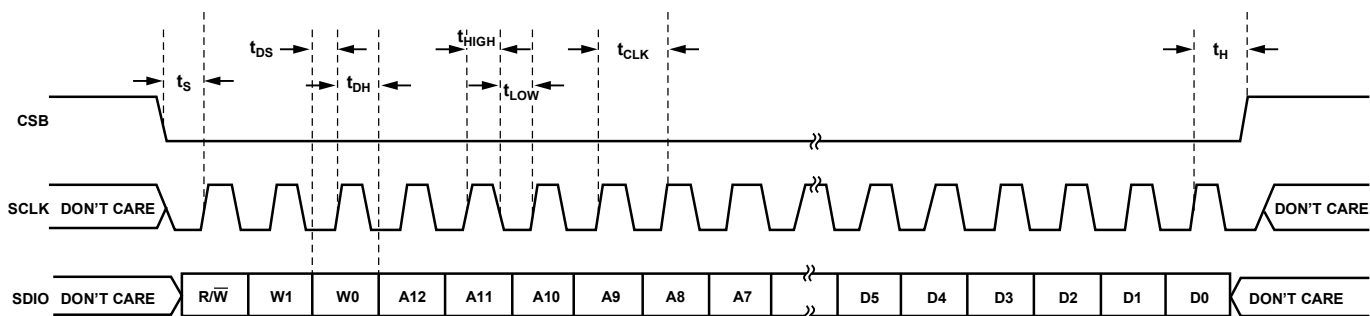 tDS
tHIGH
tCLK
tH
tS
tDH
tLOW
CSB
SCLK DON'T CARE
DON'T CARE
SDIO DON'T CARE
R/W̅ W1 W0 A12 A11 A10 A9 A8 A7 D5 D4 D3 D2 D1 D0
DON'T CARE